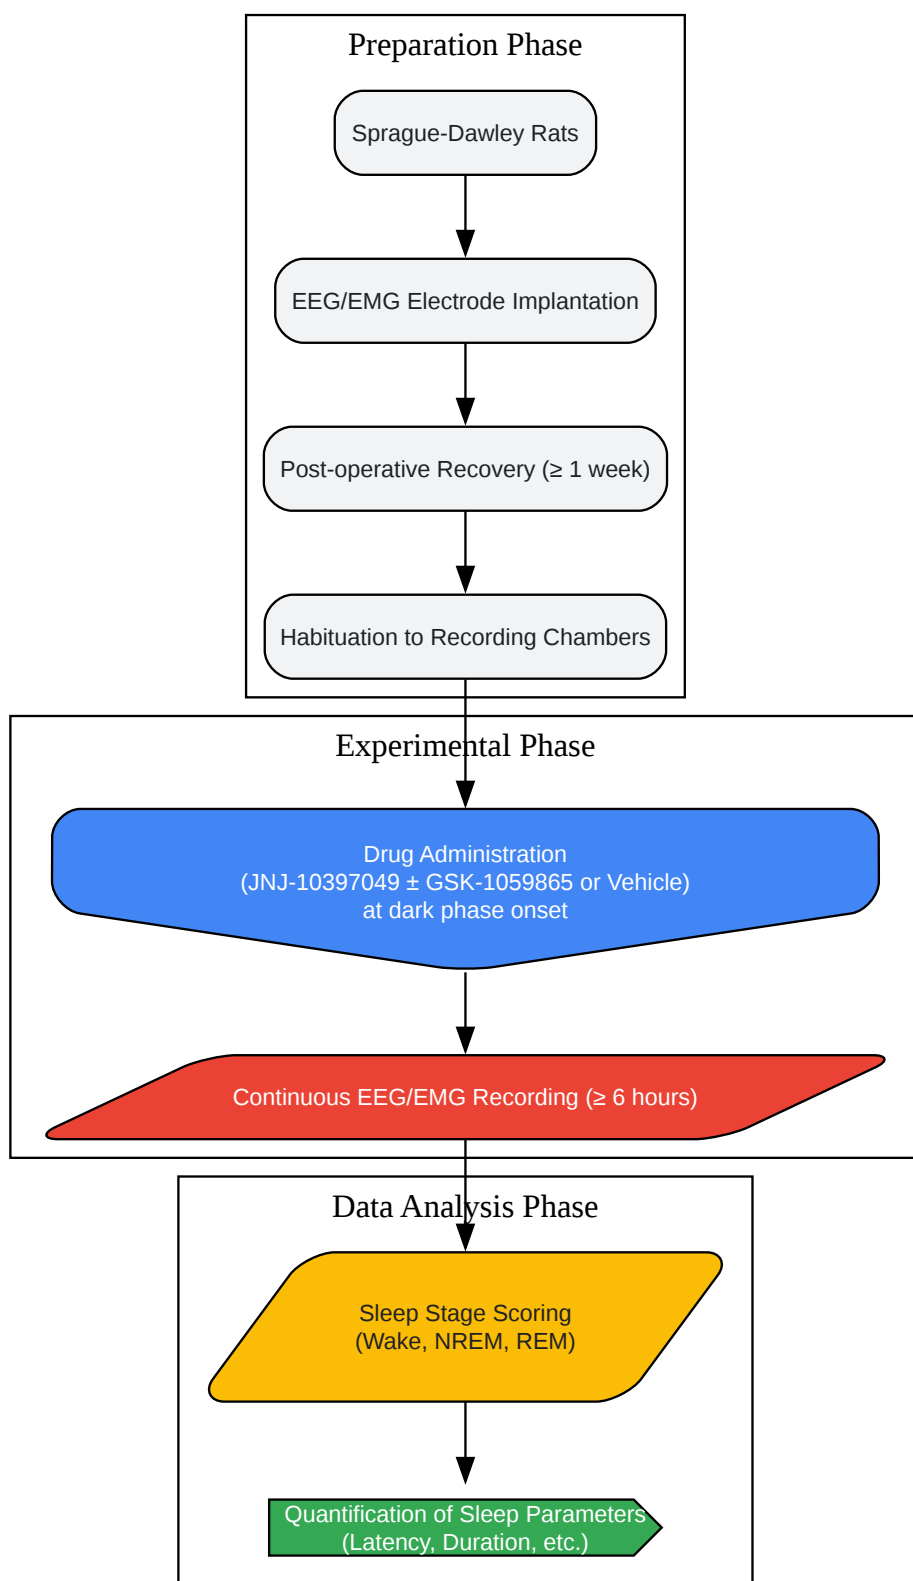 Preparation Phase
Sprague-Dawley Rats
EEG/EMG Electrode Implantation
Post-operative Recovery (≥ 1 week)
Habituation to Recording Chambers
Experimental Phase
Drug Administration
(JNJ-10397049 ± GSK-1059865 or Vehicle)
at dark phase onset
Continuous EEG/EMG Recording (≥ 6 hours)
Data Analysis Phase
Sleep Stage Scoring
(Wake, NREM, REM)
Quantification of Sleep Parameters
(Latency, Duration, etc.)